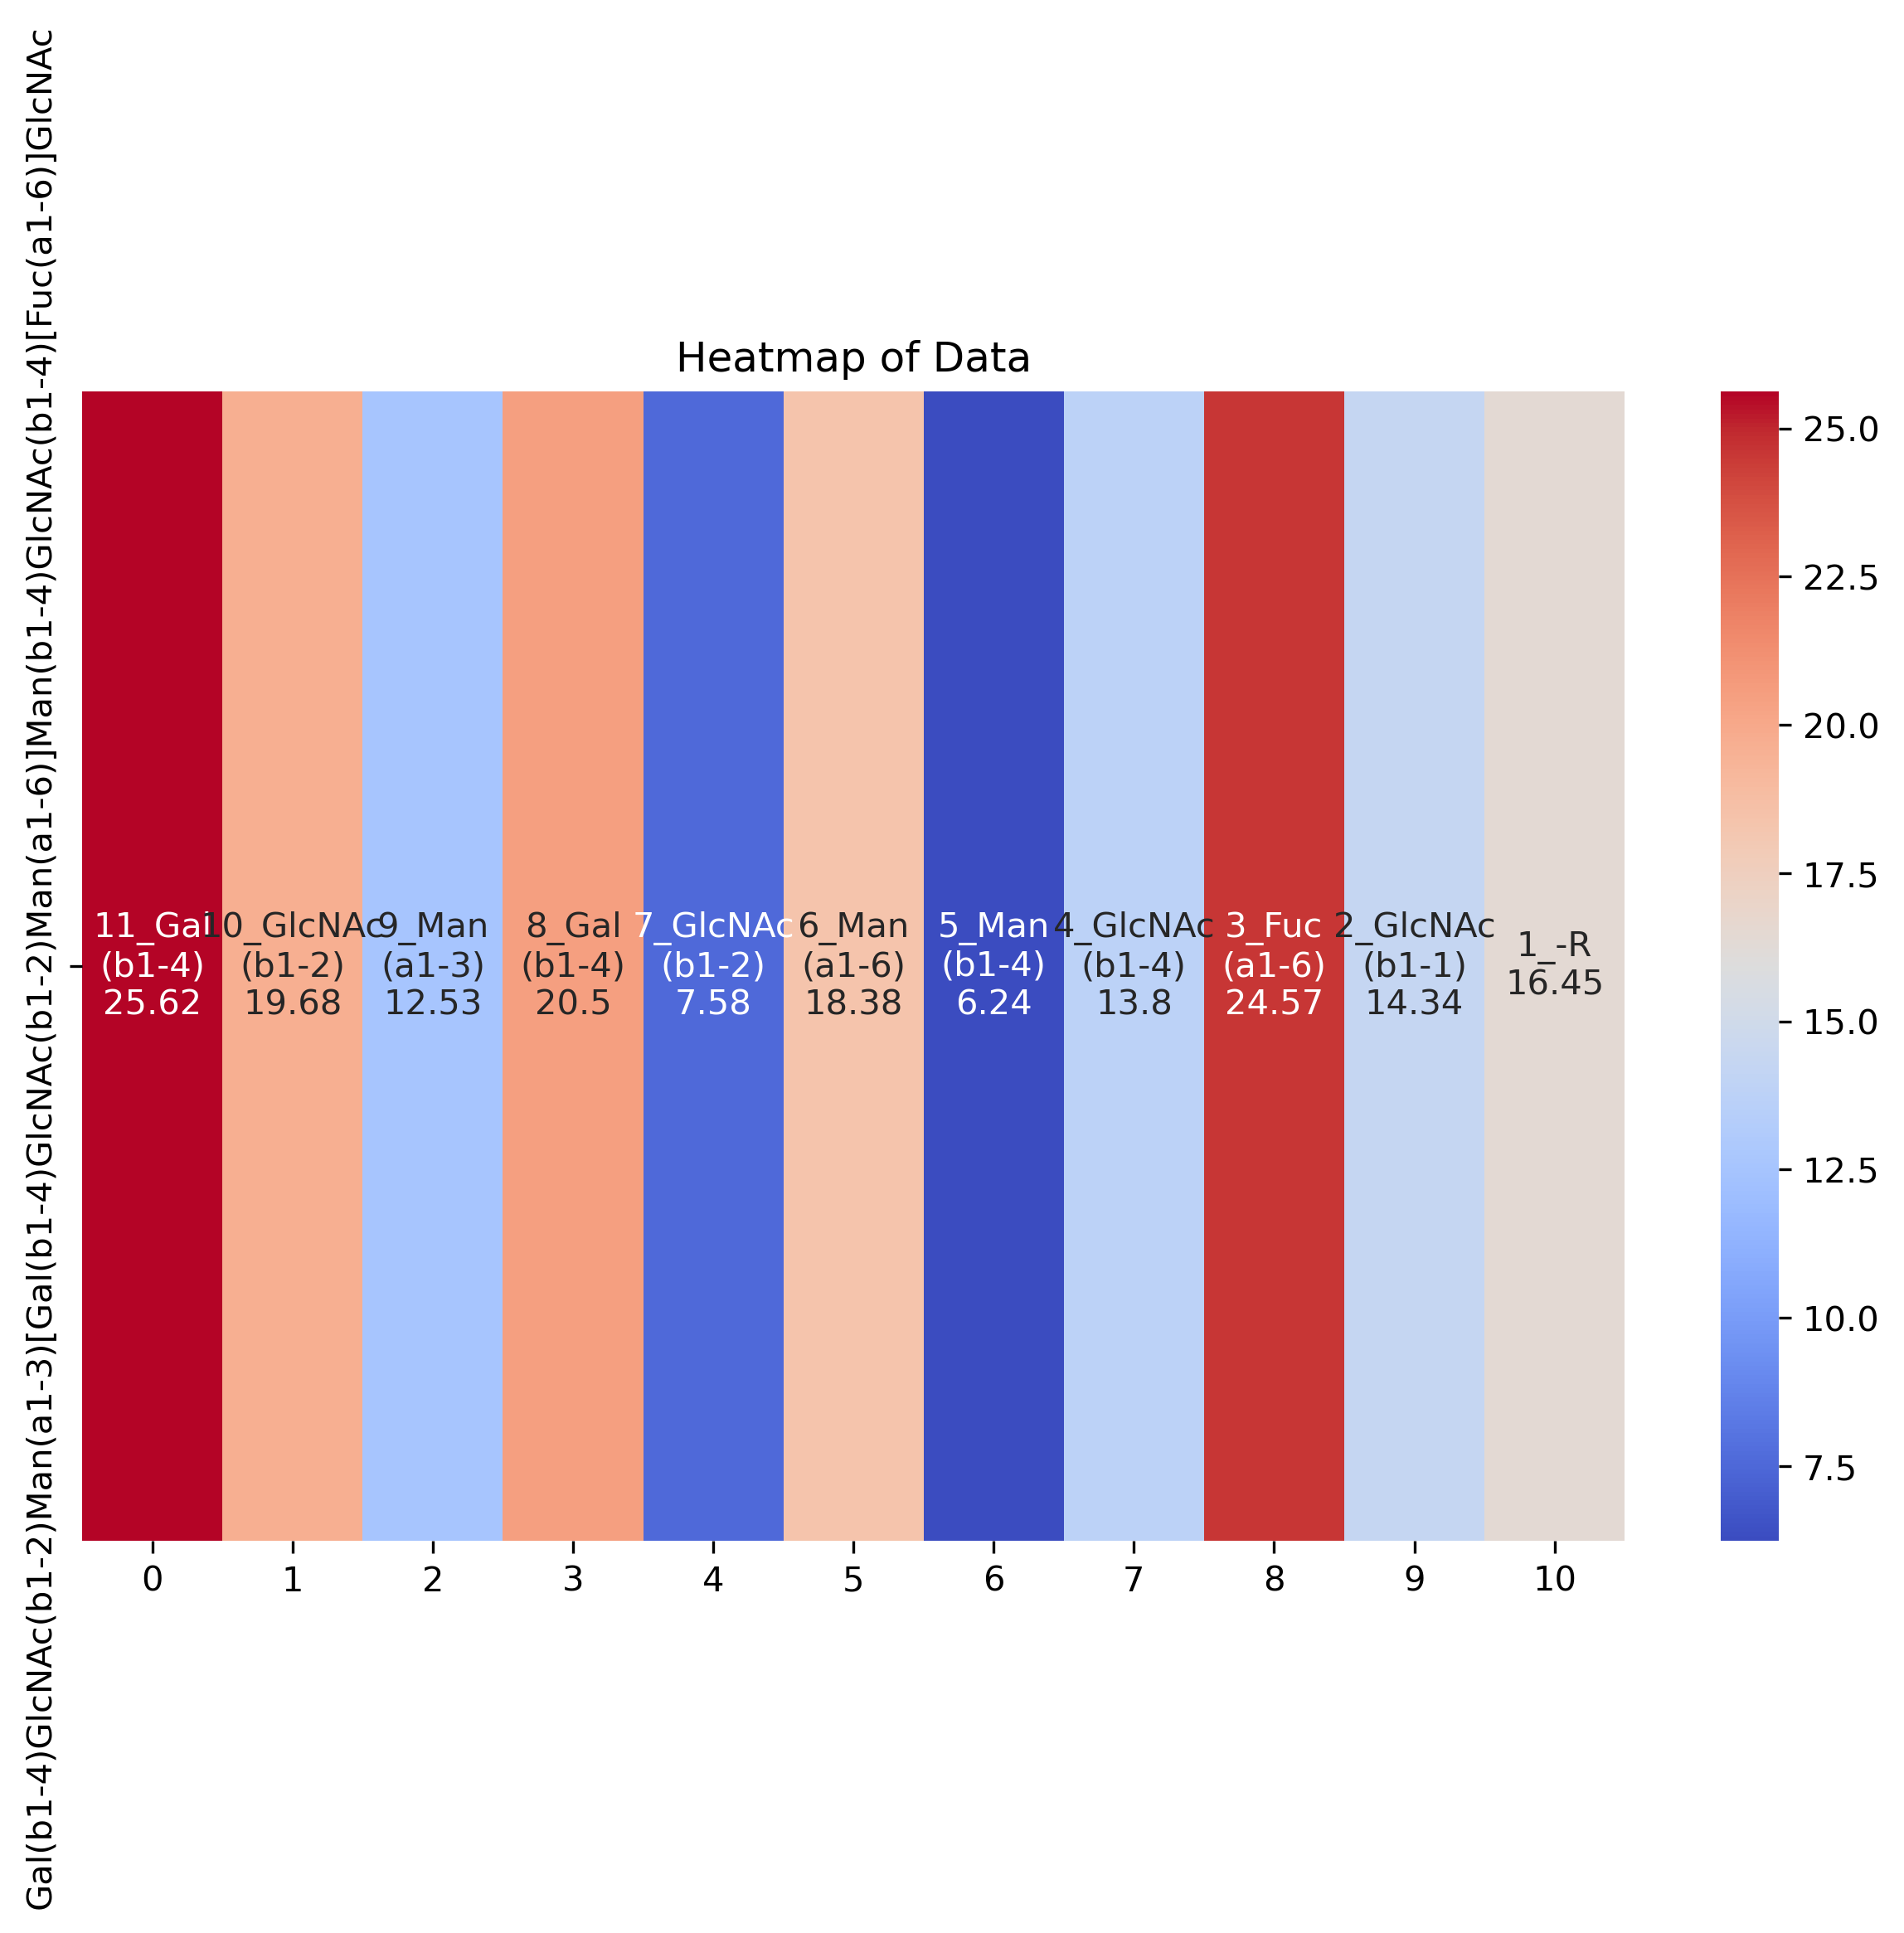 Heatmap of Data
Gal(b1-4)GlcNAc(b1-2)Man(a1-3)[Gal(b1-4)GlcNAc(b1-2)Man(a1-6)]Man(b1-4)GlcNAc(b1-4)[Fuc(a1-6)]GlcNAc
11_Gal
(b1-4)
25.62
10_GlcNAc
(b1-2)
19.68
9_Man
(a1-3)
12.53
8_Gal
(b1-4)
20.5
7_GlcNAc
(b1-2)
7.58
6_Man
(a1-6)
18.38
5_Man
(b1-4)
6.24
4_GlcNAc
(b1-4)
13.8
3_Fuc
(a1-6)
24.57
2_GlcNAc
(b1-1)
14.34
1_-R
16.45
0 1 2 3 4 5 6 7 8 9 10
25.0
22.5
20.0
17.5
15.0
12.5
10.0
7.5